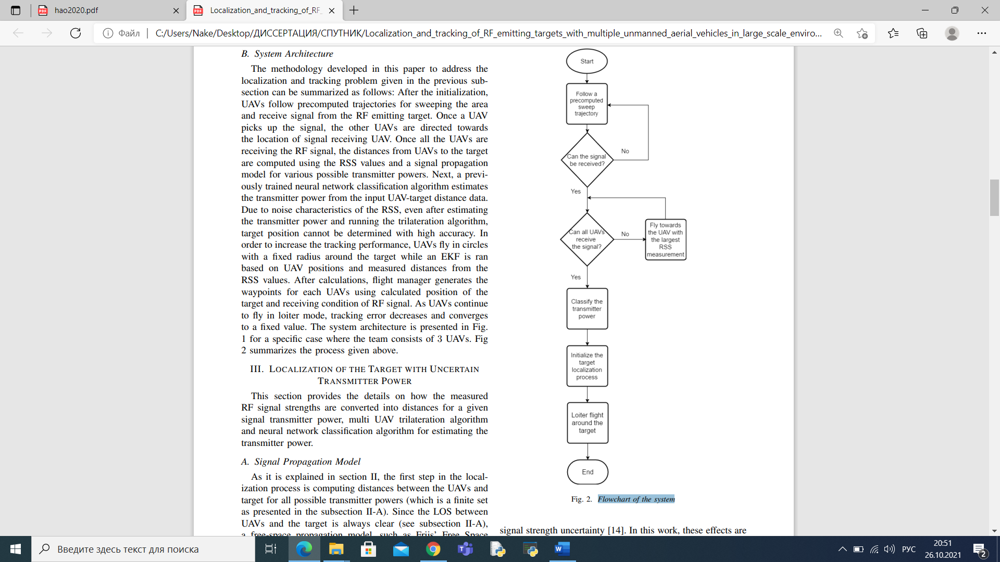 hao2020.pdf
Localization_and_tracking_of_RF_
Файл
C:/Users/Nake/Desktop/ДИССЕРТАЦИЯ/СПУТНИК/Localization_and_tracking_of_RF_emitting_targets_with_multiple_unmanned_aerial_vehicles_in_large_scale_enviro...
B. System Architecture
The methodology developed in this paper to address the
localization and tracking problem given in the previous sub-
section can be summarized as follows: After the initialization,
UAVs follow precomputed trajectories for sweeping the area
and receive signal from the RF emitting target. Once a UAV
picks up the signal, the other UAVs are directed towards
the location of signal receiving UAV. Once all the UAVs are
receiving the RF signal, the distances from UAVs to the target
are computed using the RSS values and a signal propagation
model for various possible transmitter powers. Next, a previ-
ously trained neural network classification algorithm estimates
the transmitter power from the input UAV-target distance data.
Due to noise characteristics of the RSS, even after estimating
the transmitter power and running the trilateration algorithm,
target position cannot be determined with high accuracy. In
order to increase the tracking performance, UAVs fly in circles
with a fixed radius around the target while an EKF is ran
based on UAV positions and measured distances from the
RSS values. After calculations, flight manager generates the
waypoints for each UAVs using calculated position of the
target and receiving condition of RF signal. As UAVs continue
to fly in loiter mode, tracking error decreases and converges
to a fixed value. The system architecture is presented in Fig.
1 for a specific case where the team consists of 3 UAVs. Fig
2 summarizes the process given above.
III. LOCALIZATION OF THE TARGET WITH UNCERTAIN
TRANSMITTER POWER
This section provides the details on how the measured
RF signal strengths are converted into distances for a given
signal transmitter power, multi UAV trilateration algorithm
and neural network classification algorithm for estimating the
transmitter power.
A. Signal Propagation Model
As it is explained in section II, the first step in the local-
ization process is computing distances between the UAVs and
target for all possible transmitter powers (which is a finite set
as presented in the subsection II-A). Since the LOS between
UAVs and the target is always clear (see subsection II-A),
a free-space propagation model, such as Friis' Free Space
Start
Follow a
precomputed
sweep
trajectory
Can the signal
be received?
No
Yes
Can all UAVs
receive
the signal?
No
Fly towards
the UAV with
the largest
RSS
measurement
Yes
Classify the
transmitter
power
Initialize the
target
localization
process
Loiter flight
around the
target
End
Fig. 2. Flowchart of the system
signal strength uncertainty [14]. In this work, these effects are
Введите здесь текст для поиска
РУС
20:51
26.10.2021
2